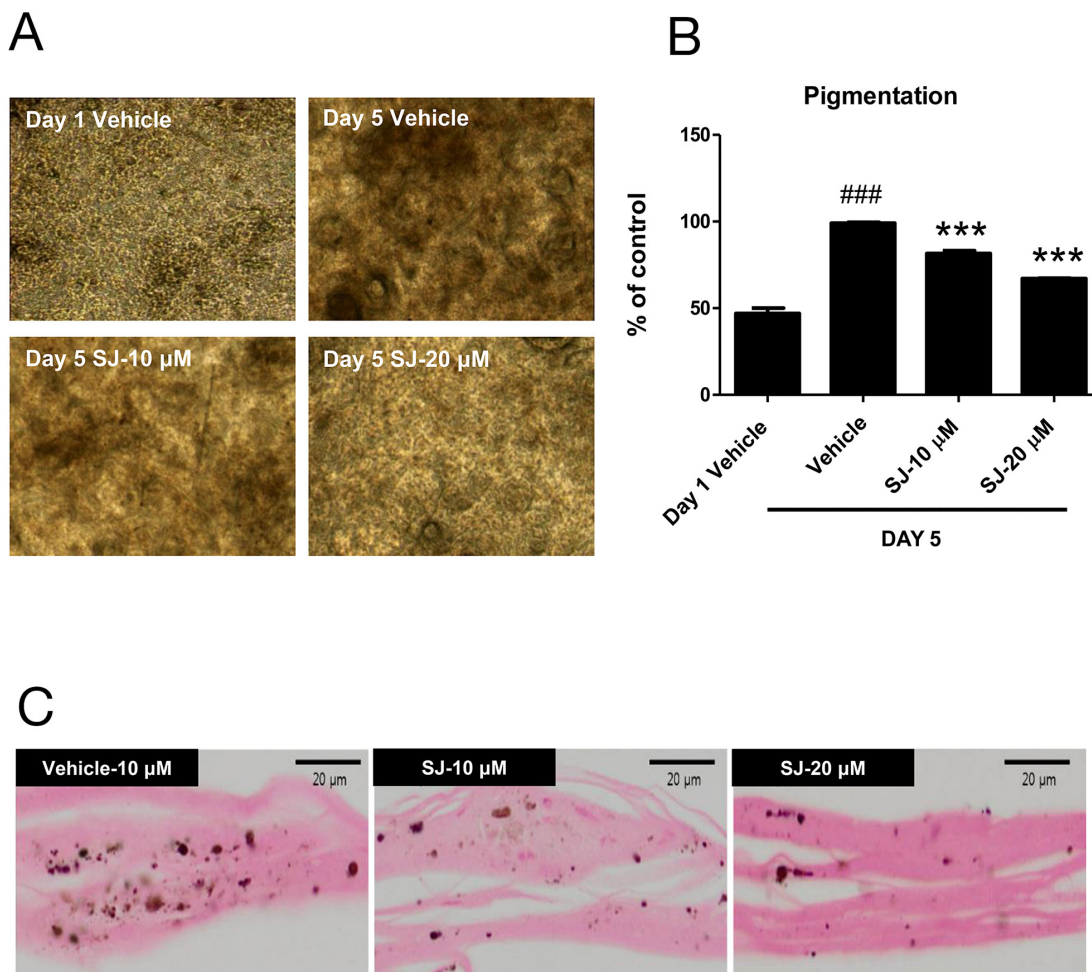 A
Day 1 Vehicle
Day 5 Vehicle
Day 5 SJ-10 µM
Day 5 SJ-20 µM
B
Pigmentation
% of control
150
100
50
0
###
***
***
Day 1 Vehicle
Vehicle
SJ-10 µM
SJ-20 µM
DAY 5
C
Vehicle-10 µM
20 µm
SJ-10 µM
20 µm
SJ-20 µM
20 µm